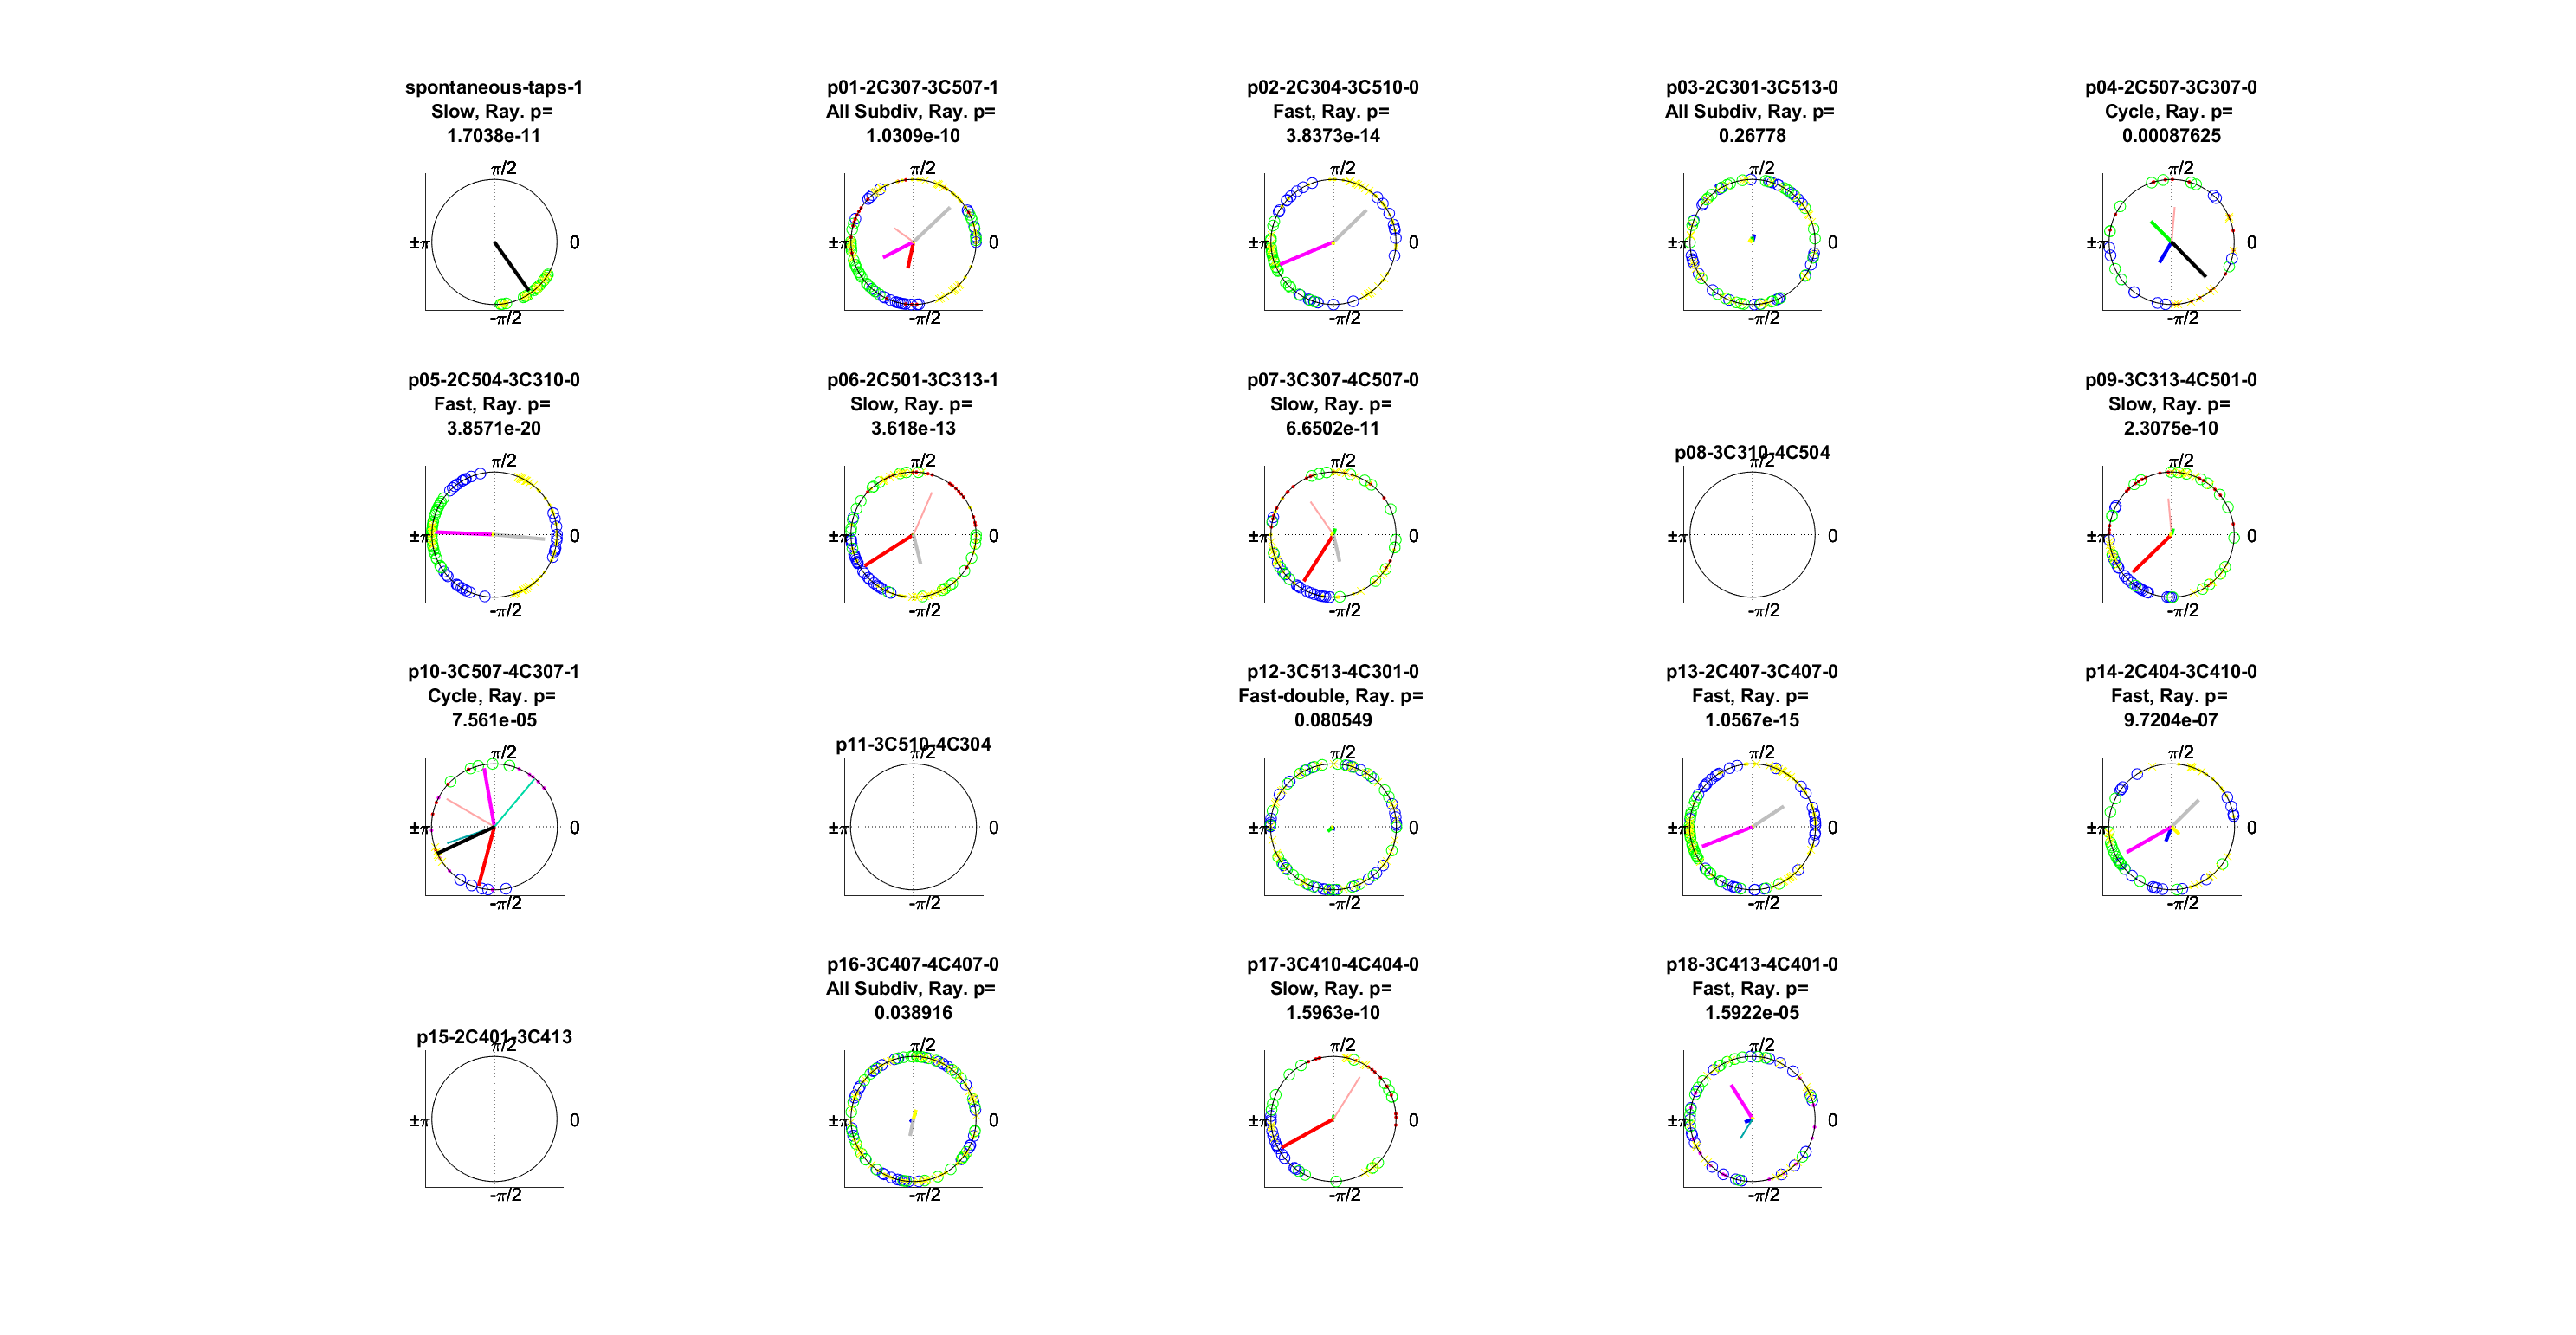 spontaneous-taps-1
Slow, Ray. p=
1.7038e-11
π/2
±π
0
-π/2
p01-2C307-3C507-1
All Subdiv, Ray. p=
1.0309e-10
π/2
±π
0
-π/2
p02-2C304-3C510-0
Fast, Ray. p=
3.8373e-14
π/2
±π
0
-π/2
p03-2C301-3C513-0
All Subdiv, Ray. p=
0.26778
π/2
±π
0
-π/2
p04-2C507-3C307-0
Cycle, Ray. p=
0.00087625
π/2
±π
0
-π/2
p05-2C504-3C310-0
Fast, Ray. p=
3.8571e-20
π/2
±π
0
-π/2
p06-2C501-3C313-1
Slow, Ray. p=
3.618e-13
π/2
±π
0
-π/2
p07-3C307-4C507-0
Slow, Ray. p=
6.6502e-11
π/2
±π
0
-π/2
p08-3C310-4C504
π/2
±π
0
-π/2
p09-3C313-4C501-0
Slow, Ray. p=
2.3075e-10
π/2
±π
0
-π/2
p10-3C507-4C307-1
Cycle, Ray. p=
7.561e-05
π/2
±π
0
-π/2
p11-3C510-4C304
π/2
±π
0
-π/2
p12-3C513-4C301-0
Fast-double, Ray. p=
0.080549
π/2
±π
0
-π/2
p13-2C407-3C407-0
Fast, Ray. p=
1.0567e-15
π/2
±π
0
-π/2
p14-2C404-3C410-0
Fast, Ray. p=
9.7204e-07
π/2
±π
0
-π/2
p15-2C401-3C413
π/2
±π
0
-π/2
p16-3C407-4C407-0
All Subdiv, Ray. p=
0.038916
π/2
±π
0
-π/2
p17-3C410-4C404-0
Slow, Ray. p=
1.5963e-10
π/2
±π
0
-π/2
p18-3C413-4C401-0
Fast, Ray. p=
1.5922e-05
π/2
±π
0
-π/2